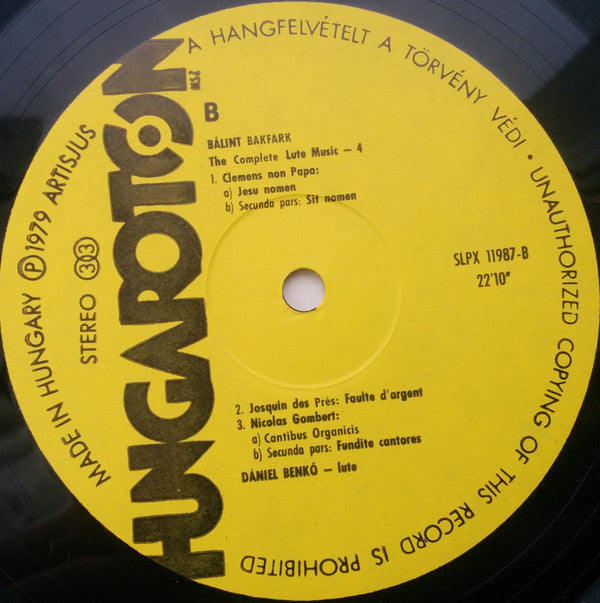 A HANGFELVÉTELT A TÖRVÉNY VÉDI • UNAUTHORIZED COPYING OF THIS RECORD IS PROHIBITED
MADE IN HUNGARY Ⓟ 1979 ARTISJUS
STEREO 33
HUNGAROTON
MSZ
B
BÁLINT BAKFARK
The Complete Lute Music – 4
1. Clemens non Papa:
a) Jesu nomen
b) Secunda pars: Sit nomen
SLPX 11987-B
22'10"
2. Josquin des Près: Faulte d'argent
3. Nicolas Gombert:
a) Cantibus Organicis
b) Secunda pars: Fundite cantores
DÁNIEL BENKŐ – lute